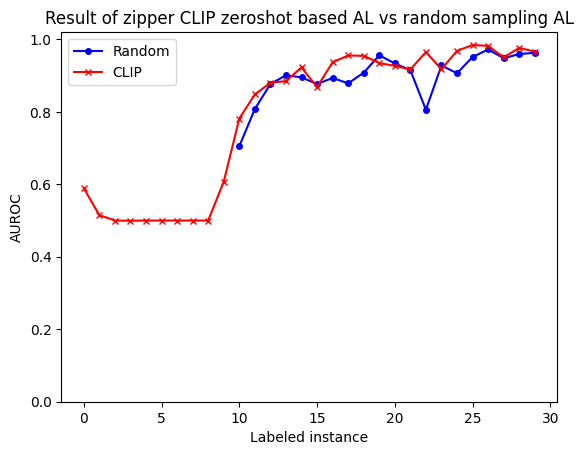 Result of zipper CLIP zeroshot based AL vs random sampling AL
Random
CLIP
1.0
0.8
0.6
0.4
0.2
0.0
AUROC
0 5 10 15 20 25 30
Labeled instance